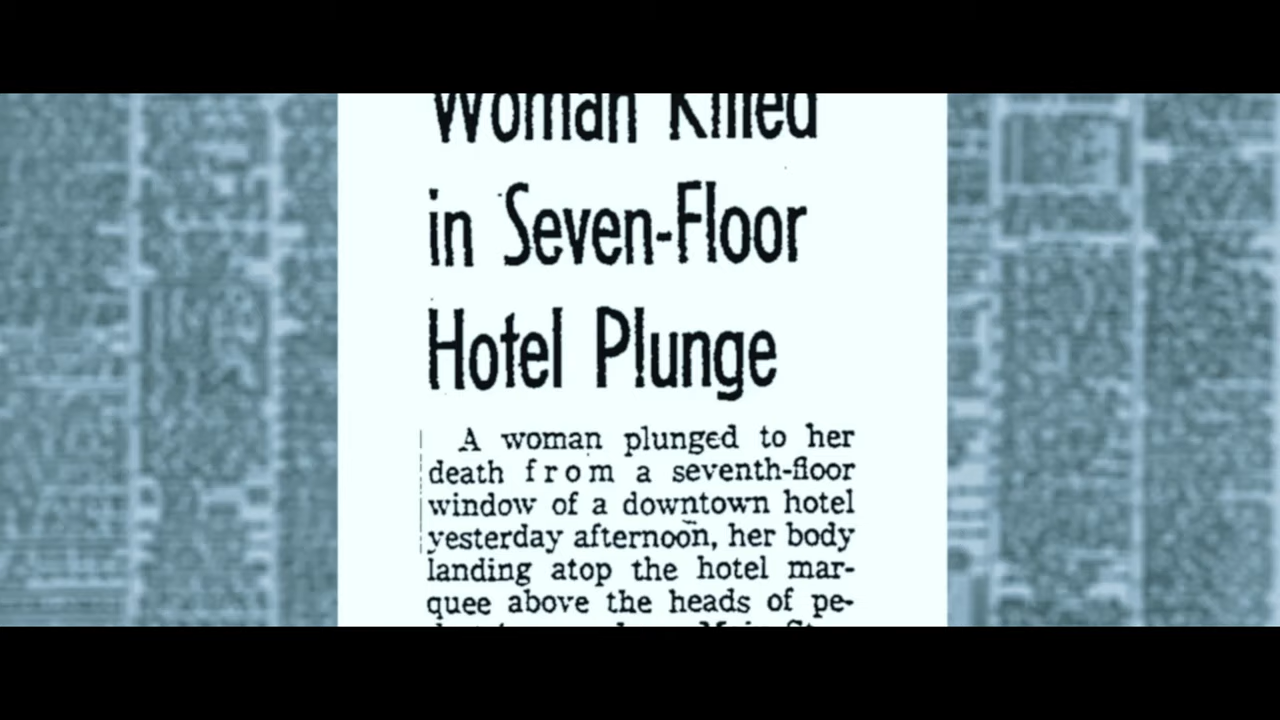 Woman Killed
in Seven-Floor
Hotel Plunge
A woman plunged to her
death from a seventh-floor
window of a downtown hotel
yesterday afternoon, her body
landing atop the hotel mar-
quee above the heads of pe-